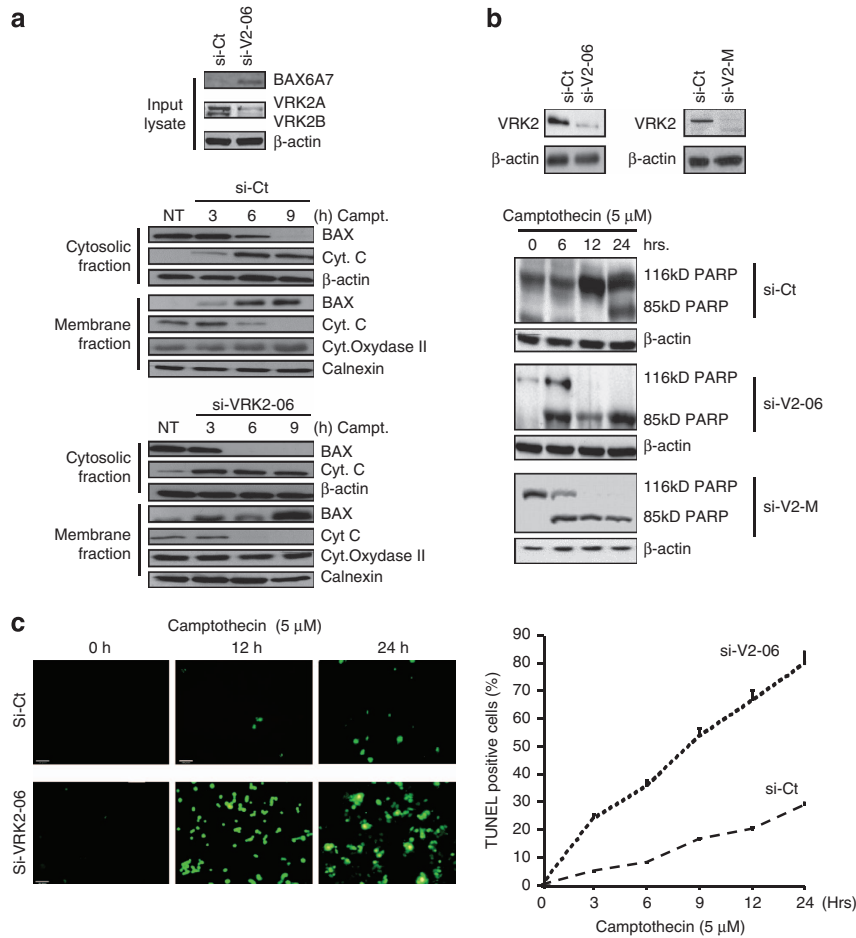 a
si-Ct
si-V2-06
Input lysate
BAX6A7
VRK2A
VRK2B
β-actin
si-Ct
NT 3 6 9 (h) Campt.
Cytosolic fraction
BAX
Cyt. C
β-actin
Membrane fraction
BAX
Cyt. C
Cyt.Oxydase II
Calnexin
si-VRK2-06
NT 3 6 9 (h) Campt.
Cytosolic fraction
BAX
Cyt. C
β-actin
Membrane fraction
BAX
Cyt C
Cyt.Oxydase II
Calnexin
b
si-Ct
si-V2-06
VRK2
β-actin
si-Ct
si-V2-M
VRK2
β-actin
Camptothecin (5 μM)
0 6 12 24 hrs.
116kD PARP
85kD PARP
si-Ct
β-actin
116kD PARP
85kD PARP
si-V2-06
β-actin
116kD PARP
85kD PARP
si-V2-M
β-actin
c
Camptothecin (5 μM)
0 h 12 h 24 h
Si-Ct
Si-VRK2-06
TUNEL positive cells (%)
90
80
70
60
50
40
30
20
10
0
si-V2-06
si-Ct
0 3 6 9 12 24 (Hrs)
Camptothecin (5 μM)